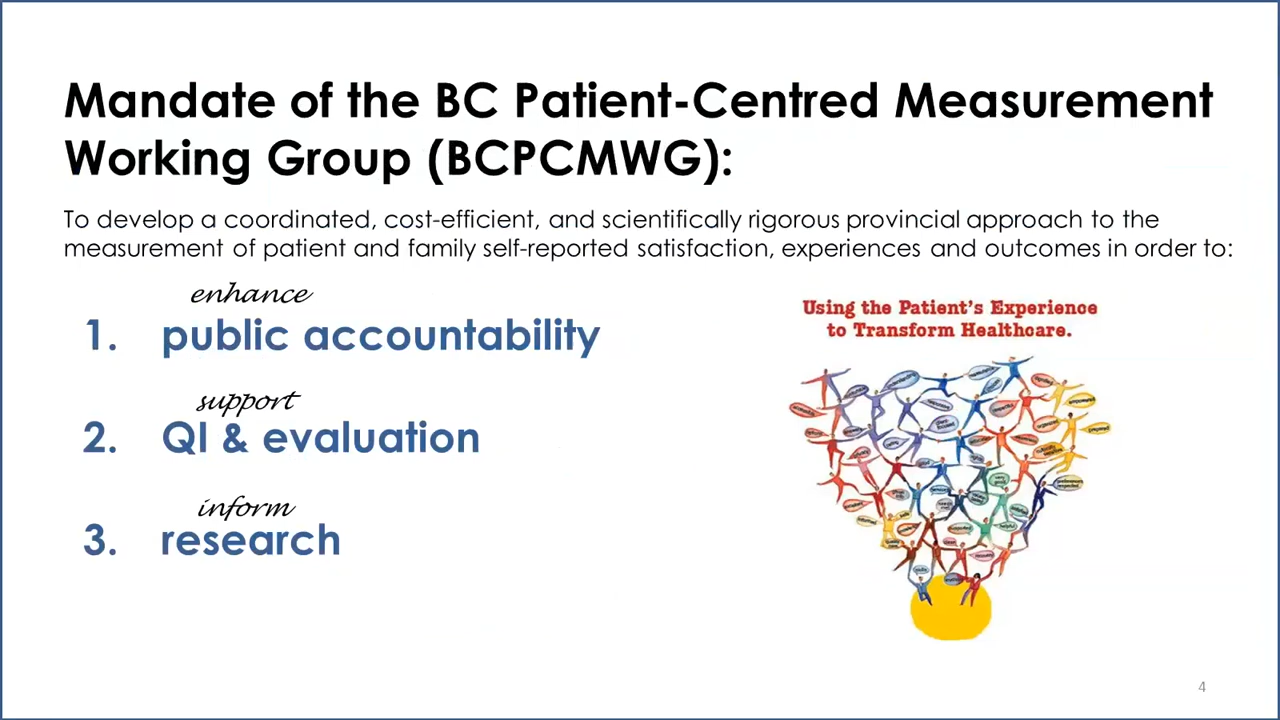 Mandate of the BC Patient-Centred Measurement
Working Group (BCPCMWG):
To develop a coordinated, cost-efficient, and scientifically rigorous provincial approach to the
measurement of patient and family self-reported satisfaction, experiences and outcomes in order to:
enhance
1. public accountability
support
2. QI & evaluation
inform
3. research
Using the Patient's Experience
to Transform Healthcare.
4